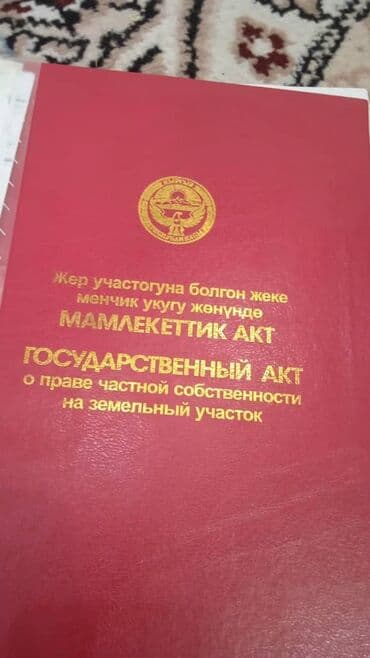 Жер участогуна болгон жеке
менчик укугу жөнүндө
МАМЛЕКЕТТИК АКТ
ГОСУДАРСТВЕННЫЙ АКТ
о праве частной собственности
на земельный участок